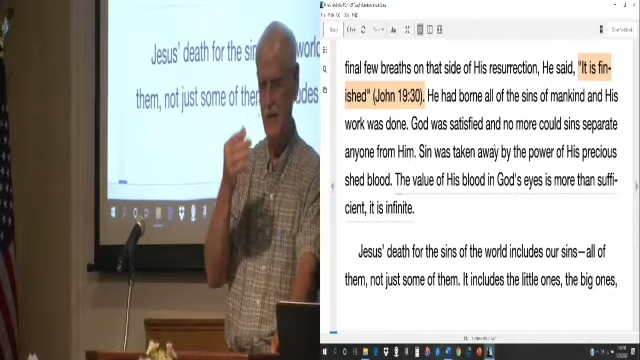 Jesus' death for the sin
world
them, not just some of them
final few breaths on that side of His resurrection, He said, "It is fin-
ished" (John 19:30). He had borne all of the sins of mankind and His
work was done. God was satisfied and no more could sins separate
anyone from Him. Sin was taken away by the power of His precious
shed blood. The value of His blood in God's eyes is more than suffi-
cient, it is infinite.
Jesus' death for the sins of the world includes our sins—all of
them, not just some of them. It includes the little ones, the big ones,